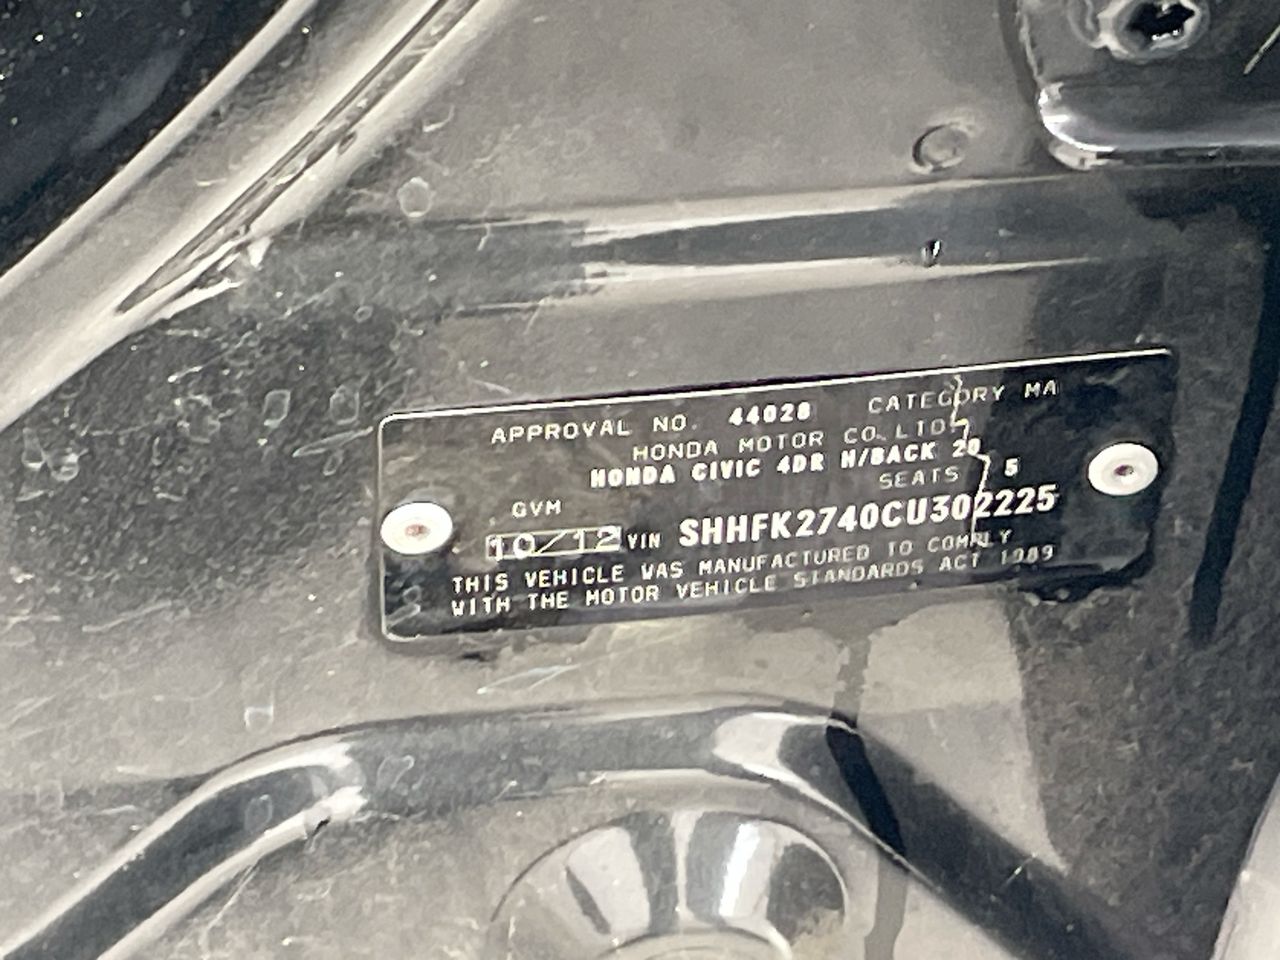 APPROVAL NO. 44028 CATEGORY MA
HONDA MOTOR CO. LTD
HONDA CIVIC 4DR H/BACK 20
SEATS 5
GVM
10/12 VIN SHHFK2740CU302225
THIS VEHICLE WAS MANUFACTURED TO COMPLY
WITH THE MOTOR VEHICLE STANDARDS ACT 1989